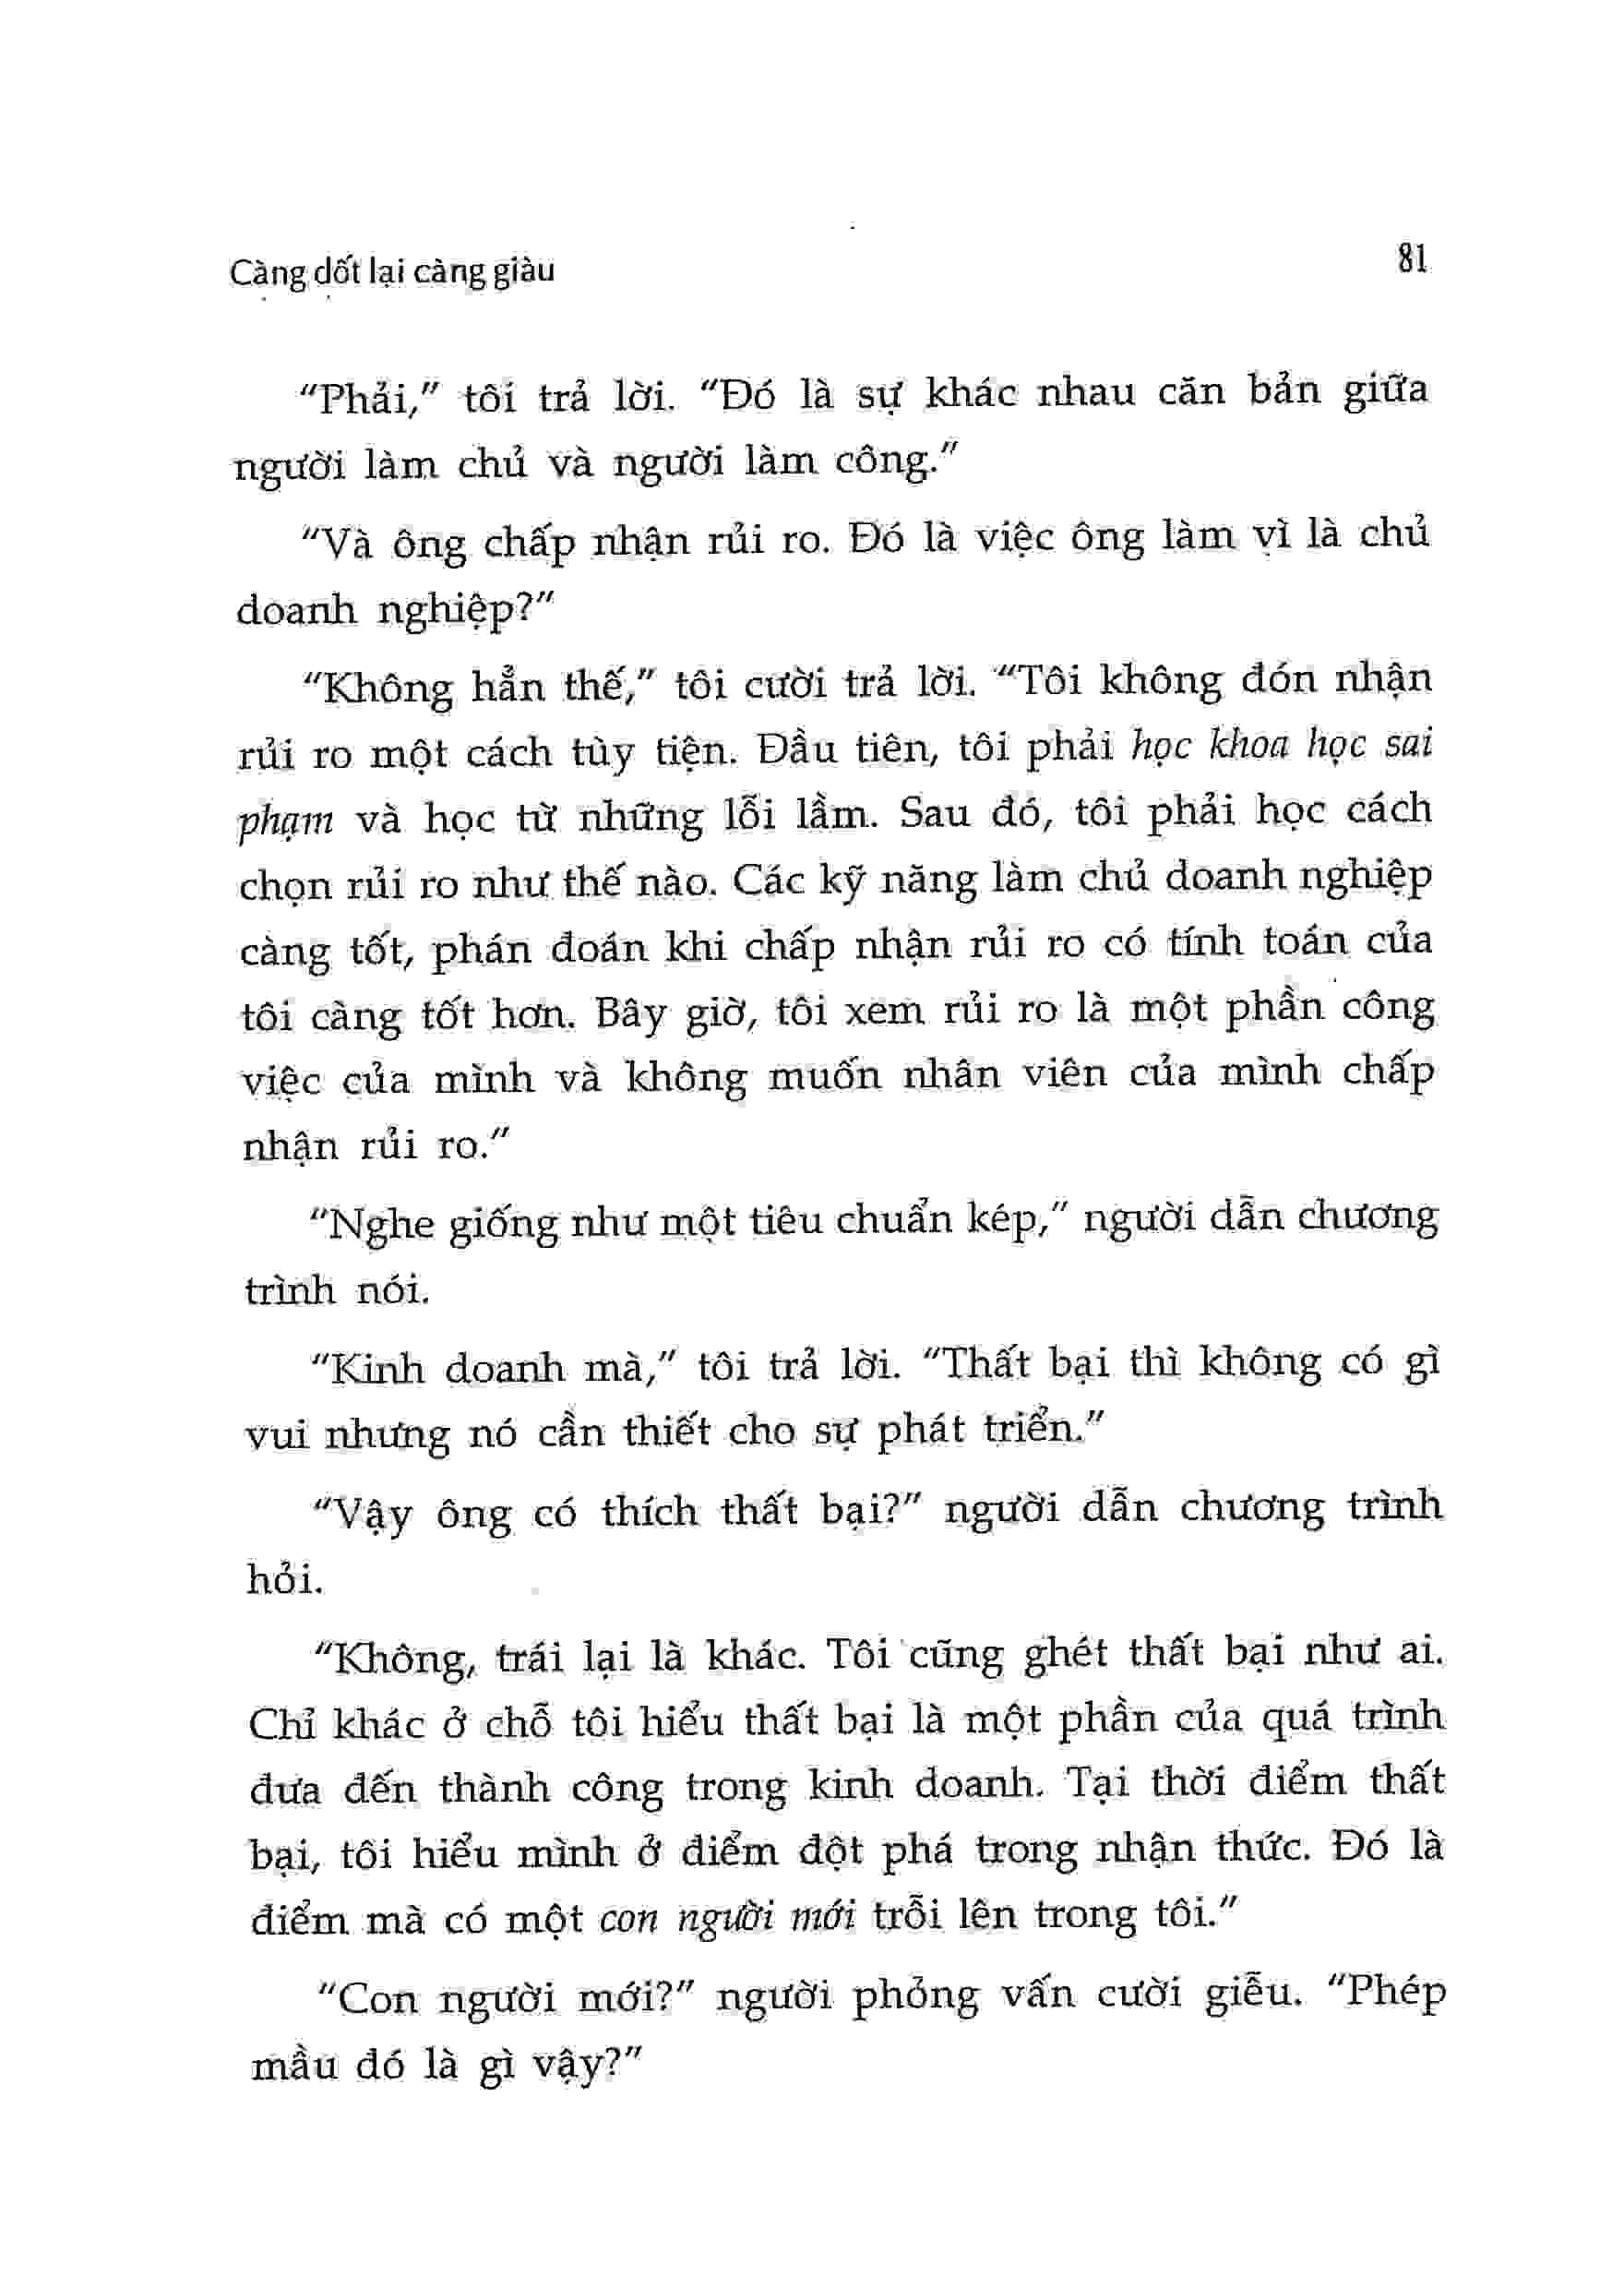 Càng dốt lại càng giàu
81
“Phải,” tôi trả lời. “Đó là sự khác nhau căn bản giữa
người làm chủ và người làm công.”
“Và ông chấp nhận rủi ro. Đó là việc ông làm vì là chủ
doanh nghiệp?”
“Không hẳn thế,” tôi cười trả lời. “Tôi không đón nhận
rủi ro một cách tùy tiện. Đầu tiên, tôi phải học khoa học sai
phạm và học từ những lỗi lầm. Sau đó, tôi phải học cách
chọn rủi ro như thế nào. Các kỹ năng làm chủ doanh nghiệp
càng tốt, phán đoán khi chấp nhận rủi ro có tính toán của
tôi càng tốt hơn. Bây giờ, tôi xem rủi ro là một phần công
việc của mình và không muốn nhân viên của mình chấp
nhận rủi ro.”
“Nghe giống như một tiêu chuẩn kép,” người dẫn chương
trình nói.
“Kinh doanh mà,” tôi trả lời. “Thất bại thì không có gì
vui nhưng nó cần thiết cho sự phát triển.”
“Vậy ông có thích thất bại?” người dẫn chương trình
hỏi.
“Không, trái lại là khác. Tôi cũng ghét thất bại như ai.
Chỉ khác ở chỗ tôi hiểu thất bại là một phần của quá trình
đưa đến thành công trong kinh doanh. Tại thời điểm thất
bại, tôi hiểu mình ở điểm đột phá trong nhận thức. Đó là
điểm mà có một con người mới trỗi lên trong tôi.”
“Con người mới?” người phỏng vấn cười giễu. “Phép
mầu đó là gì vậy?”